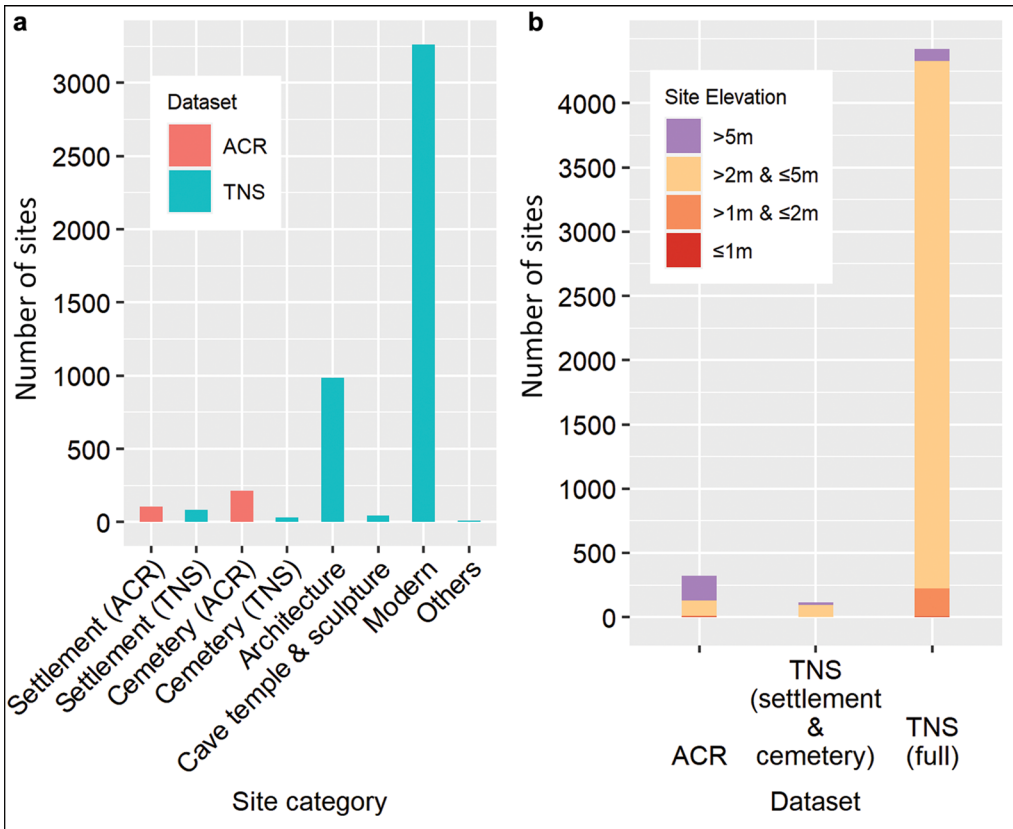 a
Number of sites
3000
2500
2000
1500
1000
500
0
Dataset
ACR
TNS
Settlement (ACR)
Settlement (TNS)
Cemetery (ACR)
Cemetery (TNS)
Architecture
Cave temple & sculpture
Modern
Others
Site category
b
Number of sites
4000
3500
3000
2500
2000
1500
1000
500
0
Site Elevation
>5m
>2m & ≤5m
>1m & ≤2m
≤1m
ACR
TNS
(settlement
&
cemetery)
TNS
(full)
Dataset